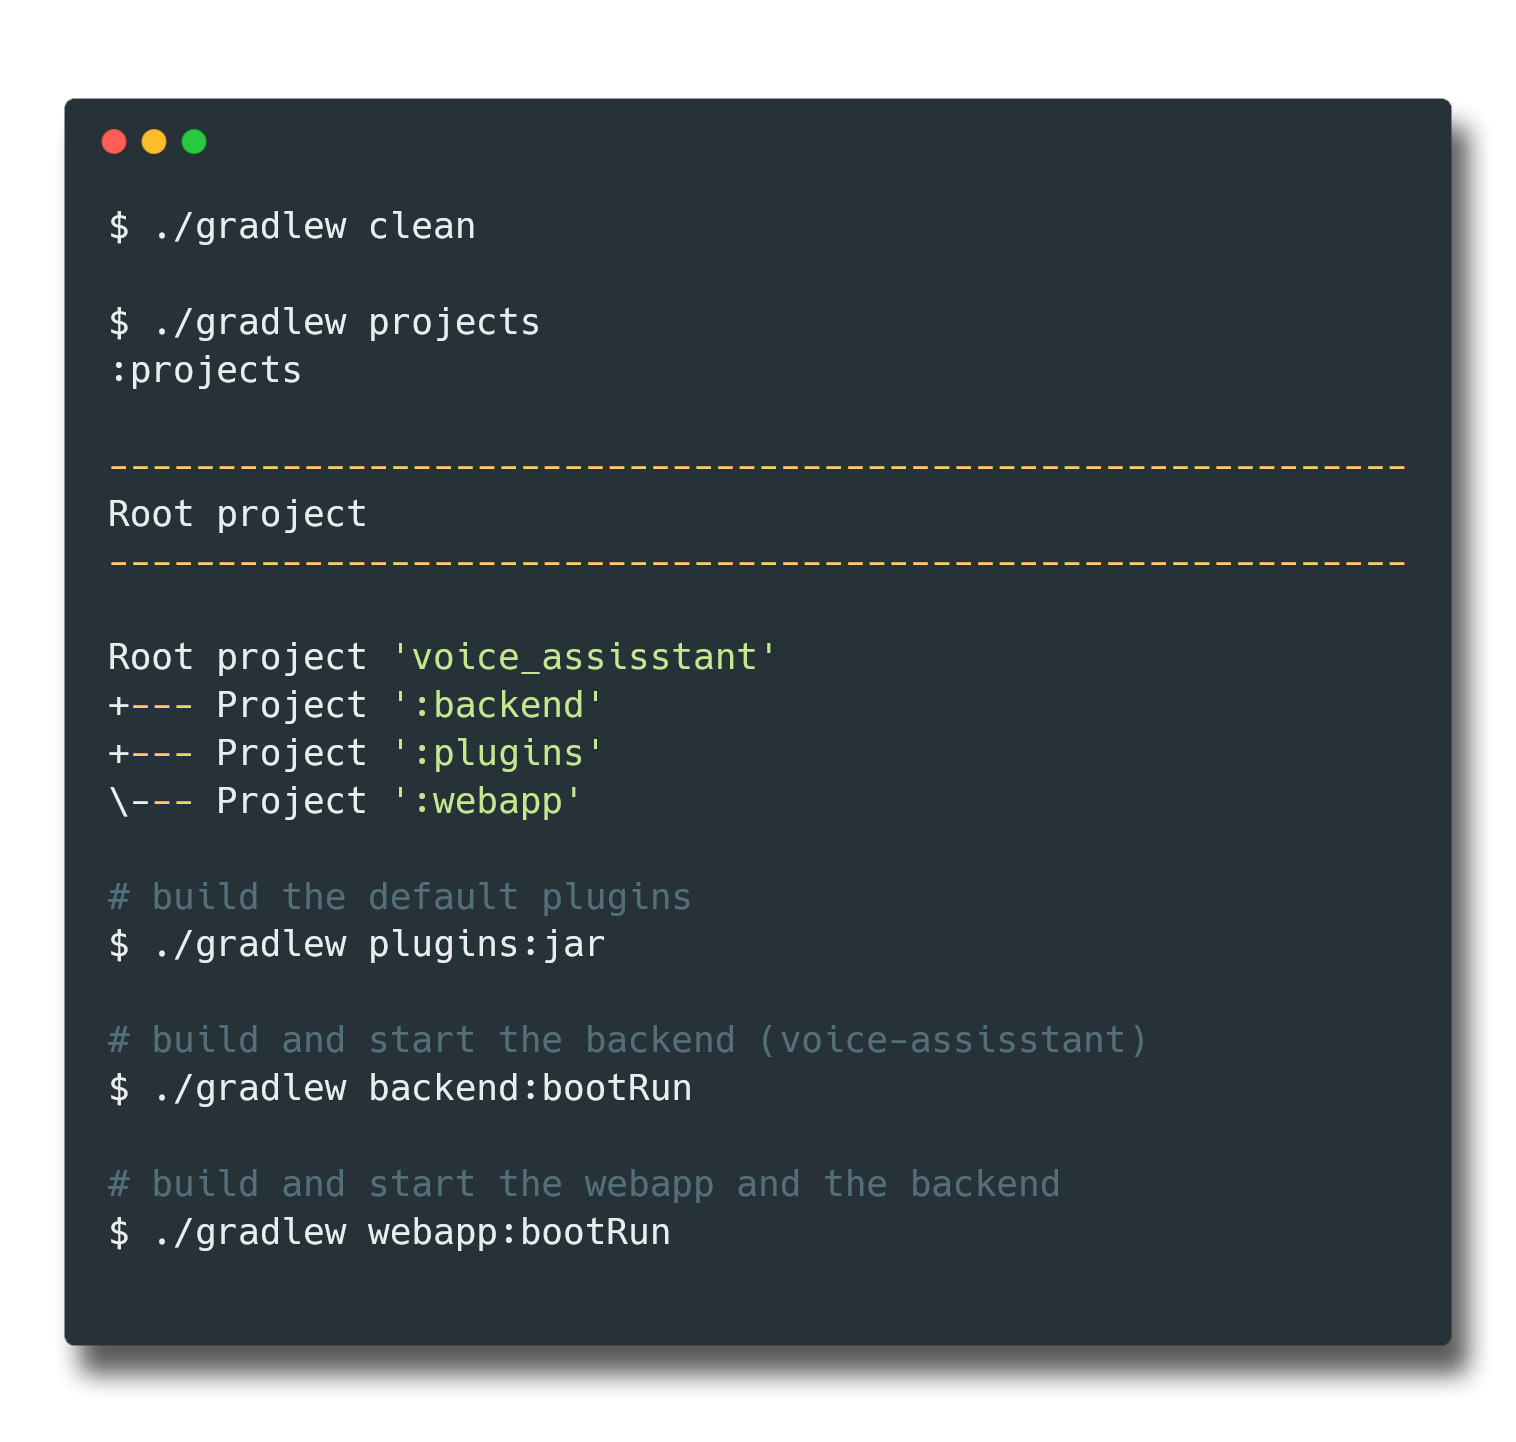 $ ./gradlew clean
$ ./gradlew projects
:projects
------------------------------------------------------------
Root project
------------------------------------------------------------
Root project 'voice_assisstant'
+--- Project ':backend'
+--- Project ':plugins'
\--- Project ':webapp'
# build the default plugins
$ ./gradlew plugins:jar
# build and start the backend (voice-assisstant)
$ ./gradlew backend:bootRun
# build and start the webapp and the backend
$ ./gradlew webapp:bootRun